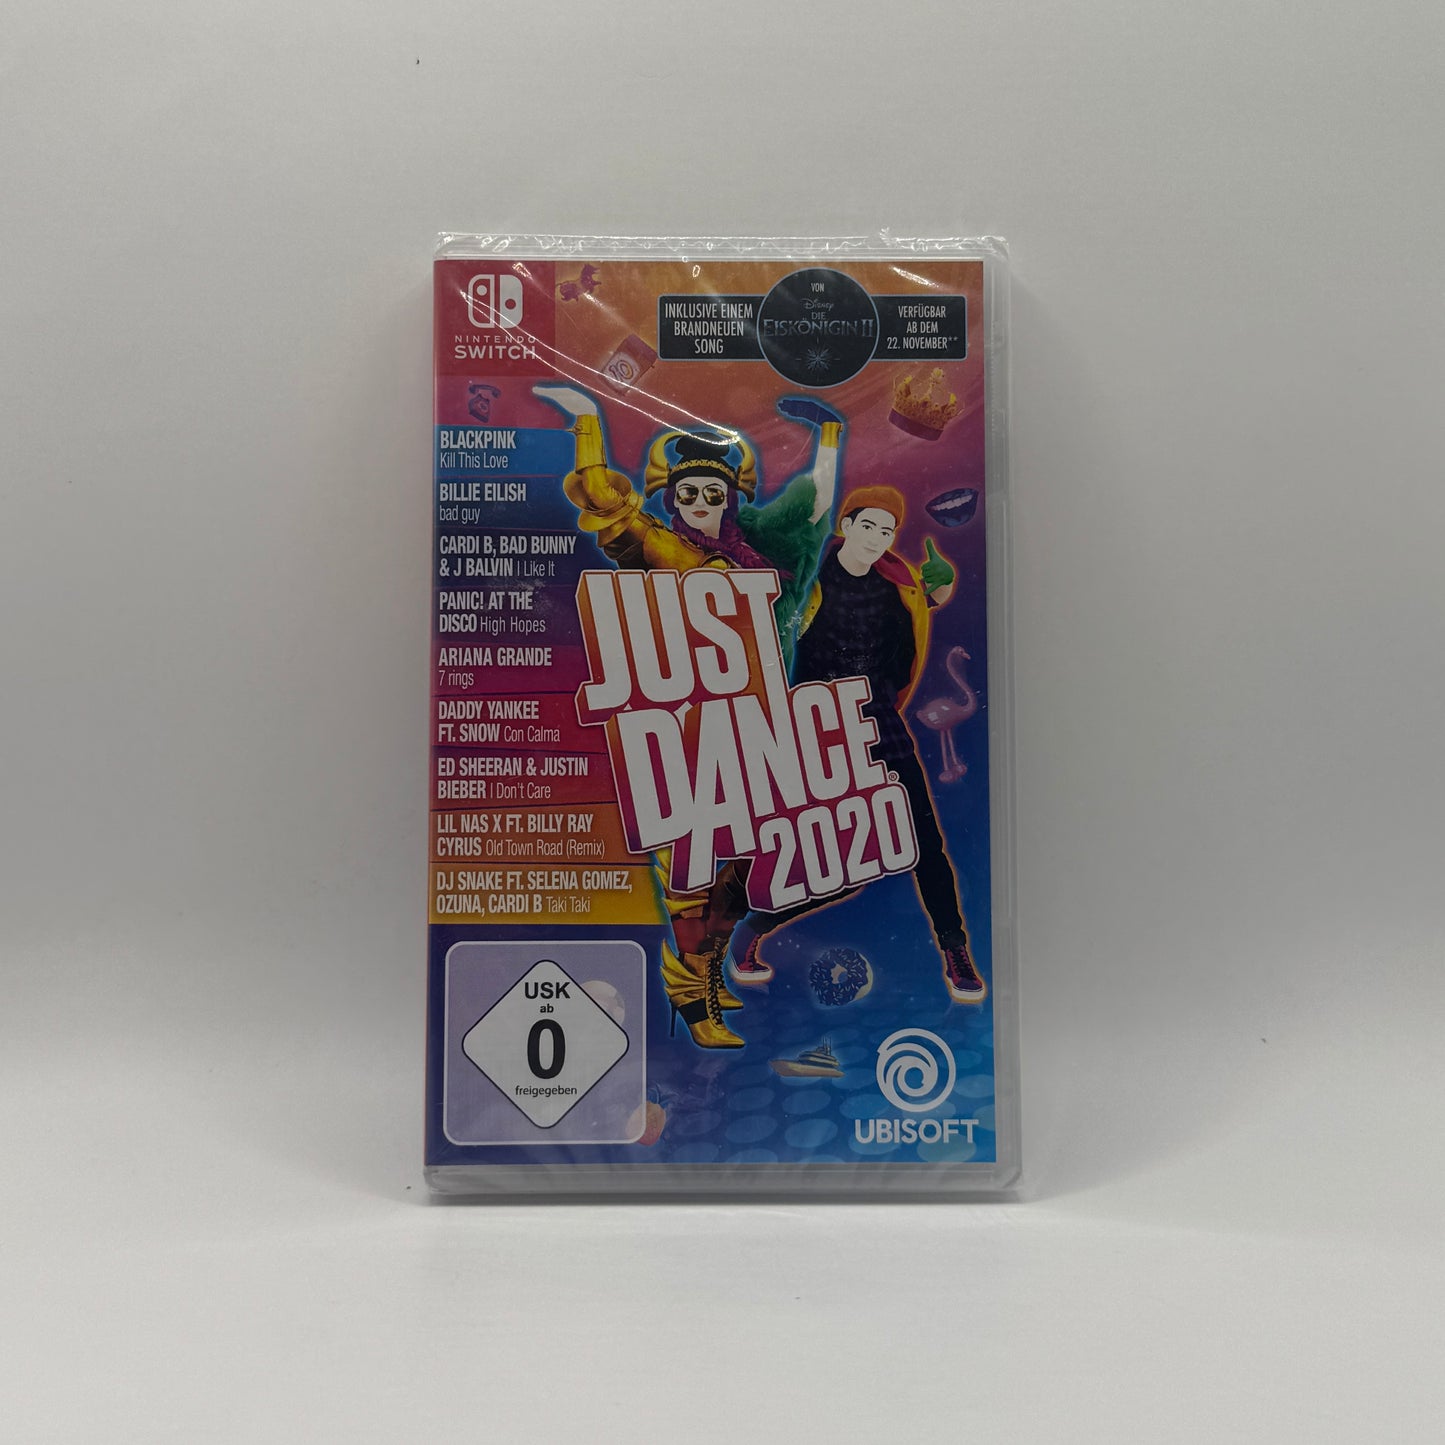 NINTENDO
SWITCH
INKLUSIVE EINEM
BRANDNEUEN
SONG
VON
Disney
DIE
EISKÖNIGIN II
VERFÜGBAR
AB DEM
22. NOVEMBER**
10
BLACKPINK
Kill This Love
BILLIE EILISH
bad guy
CARDI B, BAD BUNNY
& J BALVIN I Like It
PANIC! AT THE
DISCO High Hopes
ARIANA GRANDE
7 rings
DADDY YANKEE
FT. SNOW Con Calma
ED SHEERAN & JUSTIN
BIEBER I Don't Care
LIL NAS X FT. BILLY RAY
CYRUS Old Town Road (Remix)
DJ SNAKE FT. SELENA GOMEZ,
OZUNA, CARDI B Taki Taki
JUST
DANCE®
2020
USK
ab
0
freigegeben
UBISOFT